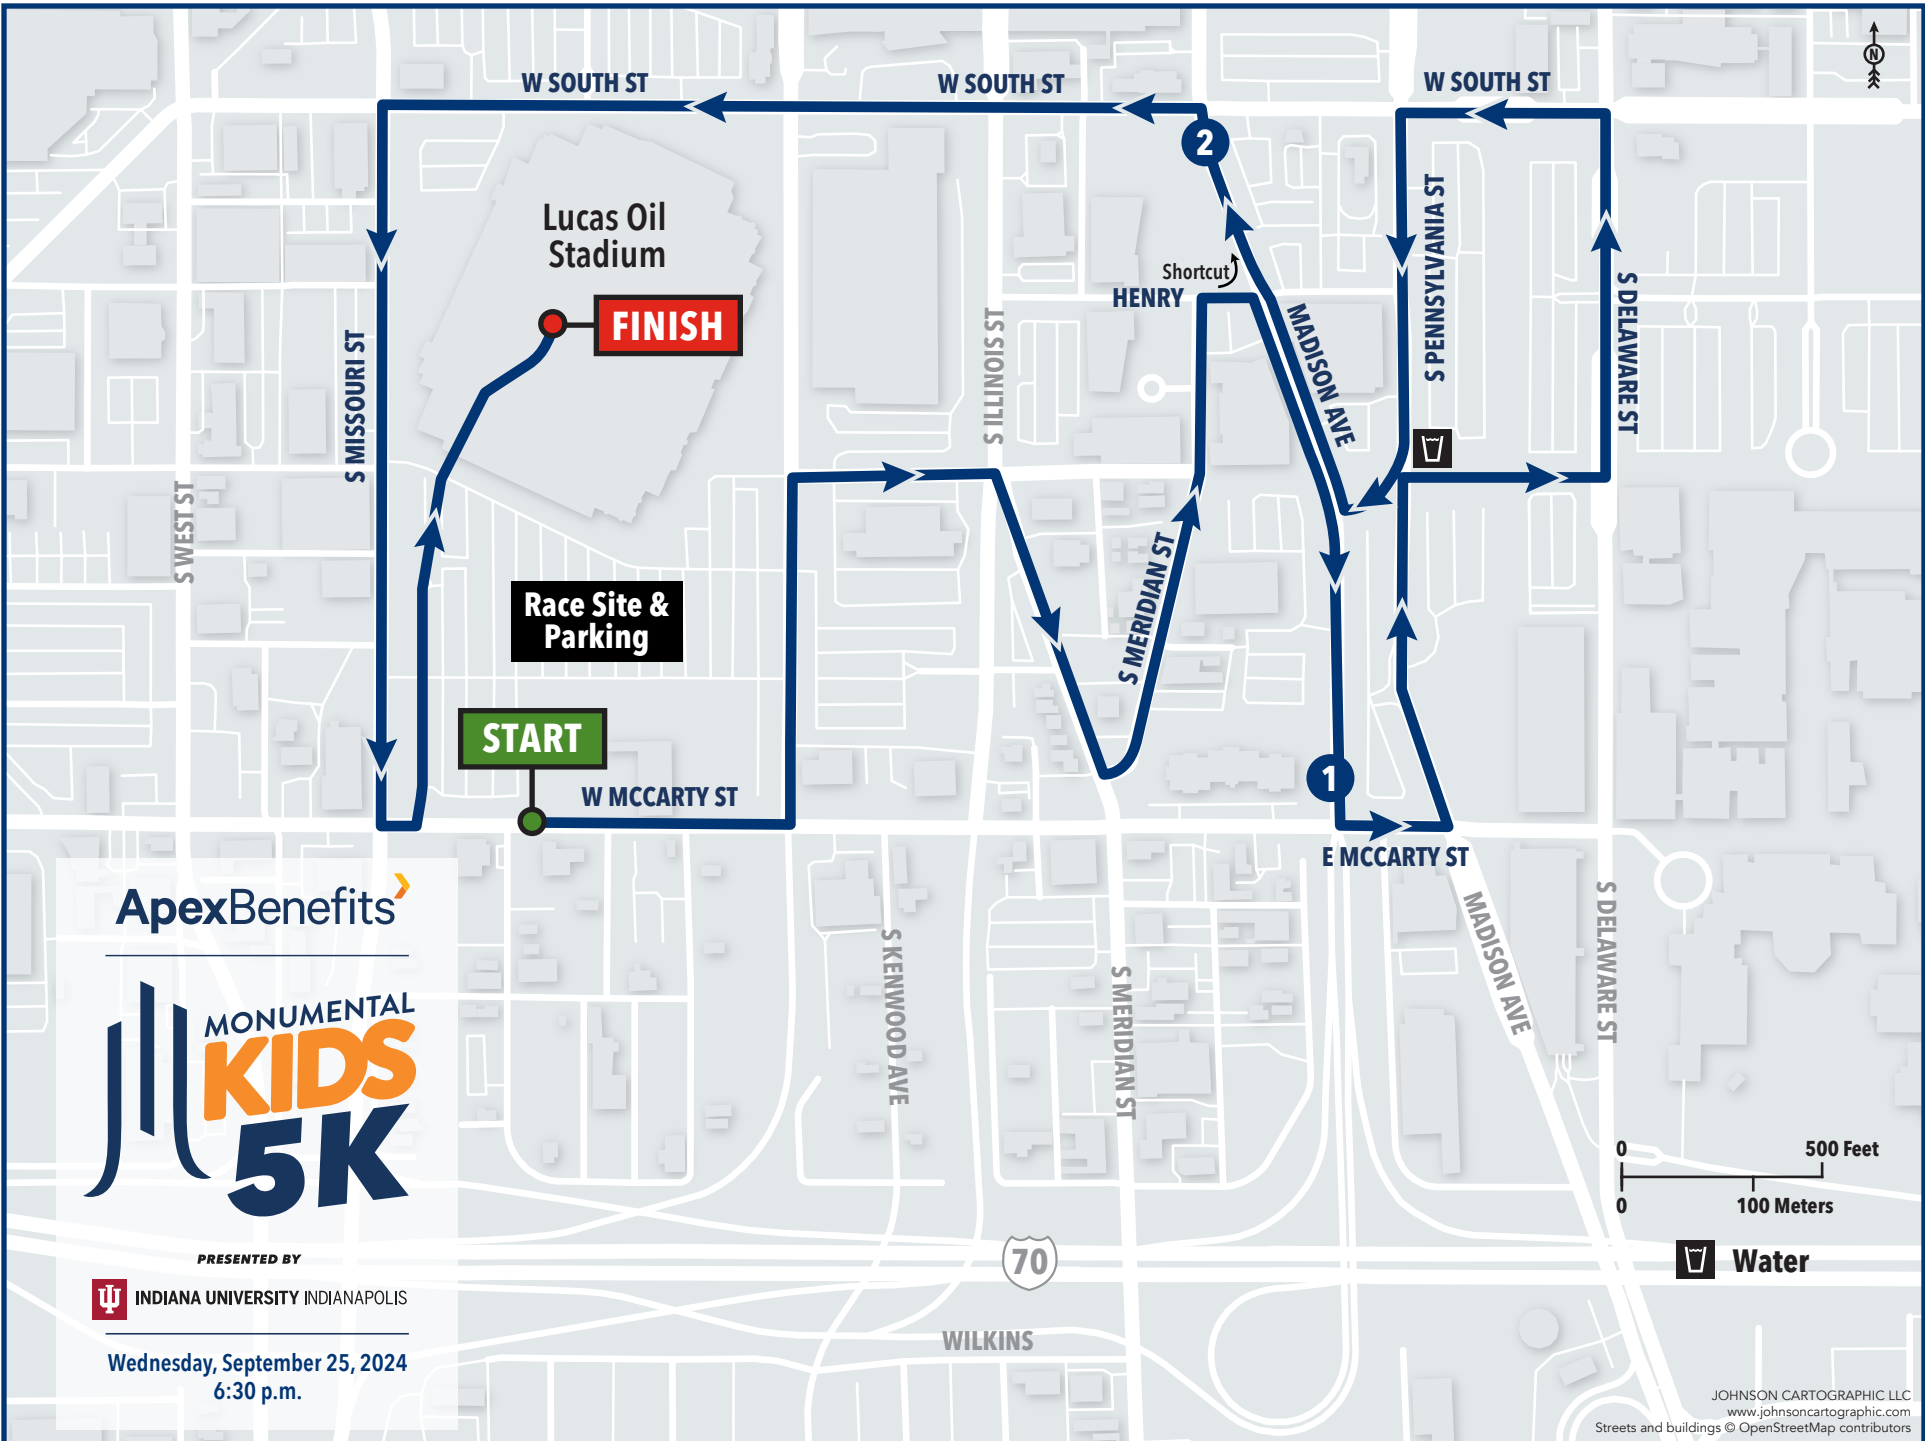 N
W SOUTH ST
W SOUTH ST
W SOUTH ST
2
Lucas Oil
Stadium
FINISH
Shortcut
HENRY
MADISON AVE
S PENNSYLVANIA ST
S DELAWARE ST
S MISSOURI ST
S ILLINOIS ST
S WEST ST
S MERIDIAN ST
Race Site &
Parking
START
W MCCARTY ST
1
E MCCARTY ST
S KENWOOD AVE
S MERIDIAN ST
MADISON AVE
S DELAWARE ST
ApexBenefits
MONUMENTAL
KIDS
5K
PRESENTED BY
INDIANA UNIVERSITY INDIANAPOLIS
Wednesday, September 25, 2024
6:30 p.m.
70
WILKINS
0 500 Feet
0 100 Meters
Water
JOHNSON CARTOGRAPHIC LLC
www.johnsoncartographic.com
Streets and buildings © OpenStreetMap contributors